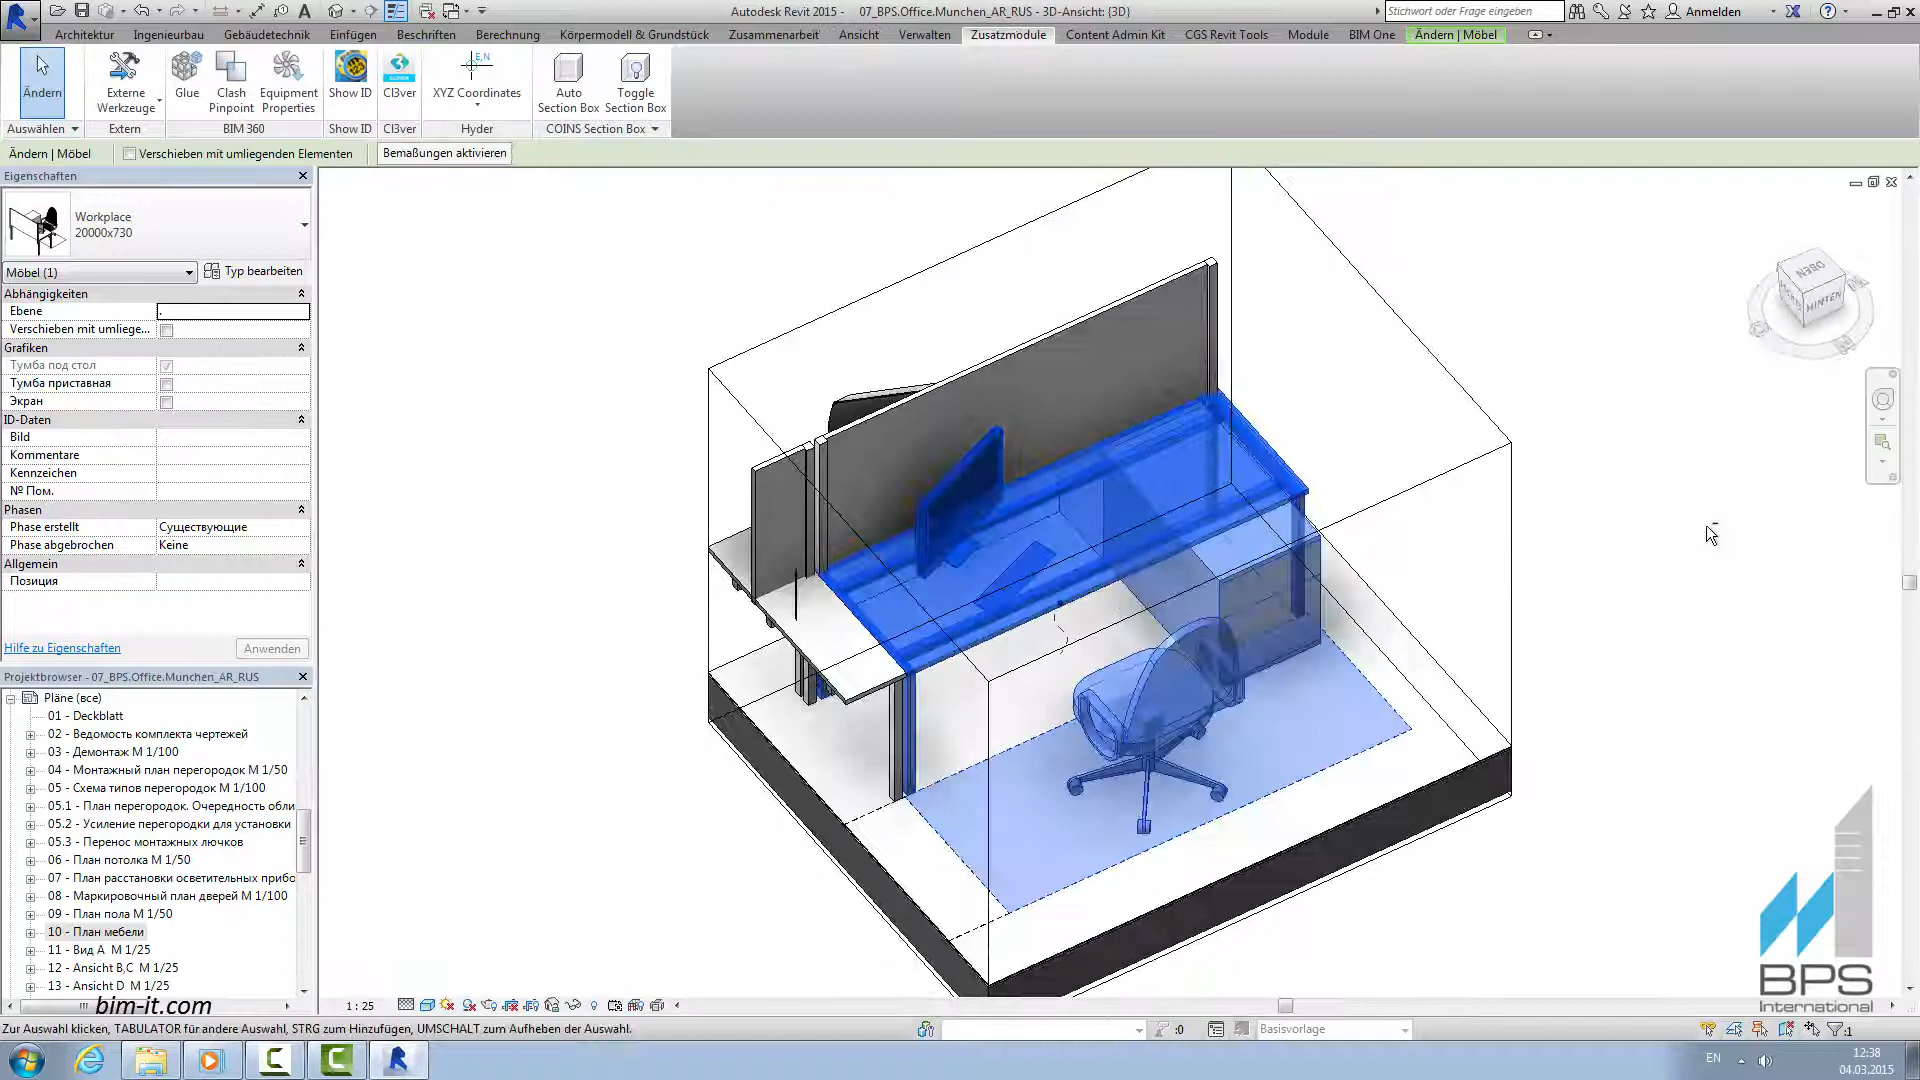 Autodesk Revit 2015 - 07_BPS.Office.Munchen_AR_RUS - 3D-Ansicht: {3D}
Stichwort oder Frage eingeben
Anmelden
Architektur Ingenieurbau Gebäudetechnik Einfügen Beschriften Berechnung Körpermodell & Grundstück Zusammenarbeit Ansicht Verwalten Zusatzmodule Content Admin Kit CGS Revit Tools Module BIM One Ändern | Möbel
Ändern Externe Werkzeuge Glue Clash Pinpoint Equipment Properties Show ID Cl3ver XYZ Coordinates Auto Section Box Toggle Section Box
Auswählen Extern BIM 360 Show ID Cl3ver Hyder COINS Section Box
Ändern | Möbel Verschieben mit umliegenden Elementen Bemaßungen aktivieren
Eigenschaften
Workplace
20000x730
Möbel (1) Typ bearbeiten
Abhängigkeiten
Ebene .
Verschieben mit umliege...
Grafiken
Тумба под стол
Тумба приставная
Экран
ID-Daten
Bild
Kommentare
Kennzeichen
№ Пом.
Phasen
Phase erstellt Существующие
Phase abgebrochen Keine
Allgemein
Позиция
Hilfe zu Eigenschaften Anwenden
Projektbrowser - 07_BPS.Office.Munchen_AR_RUS
Pläne (все)
01 - Deckblatt
02 - Ведомость комплекта чертежей
03 - Демонтаж М 1/100
04 - Монтажный план перегородок М 1/50
05 - Схема типов перегородок М 1/100
05.1 - План перегородок. Очередность обли
05.2 - Усиление перегородки для установки
05.3 - Перенос монтажных лючков
06 - План потолка М 1/50
07 - План расстановки осветительных прибо
08 - Маркировочный план дверей М 1/100
09 - План пола М 1/50
10 - План мебели
11 - Вид А М 1/25
12 - Ansicht B,C М 1/25
13 - Ansicht D М 1/25
bim-it.com
OBEN
HINTEN
BPS
International
1 : 25
Zur Auswahl klicken, TABULATOR für andere Auswahl, STRG zum Hinzufügen, UMSCHALT zum Aufheben der Auswahl.
:0
Basisvorlage
:1
EN
12:38
04.03.2015